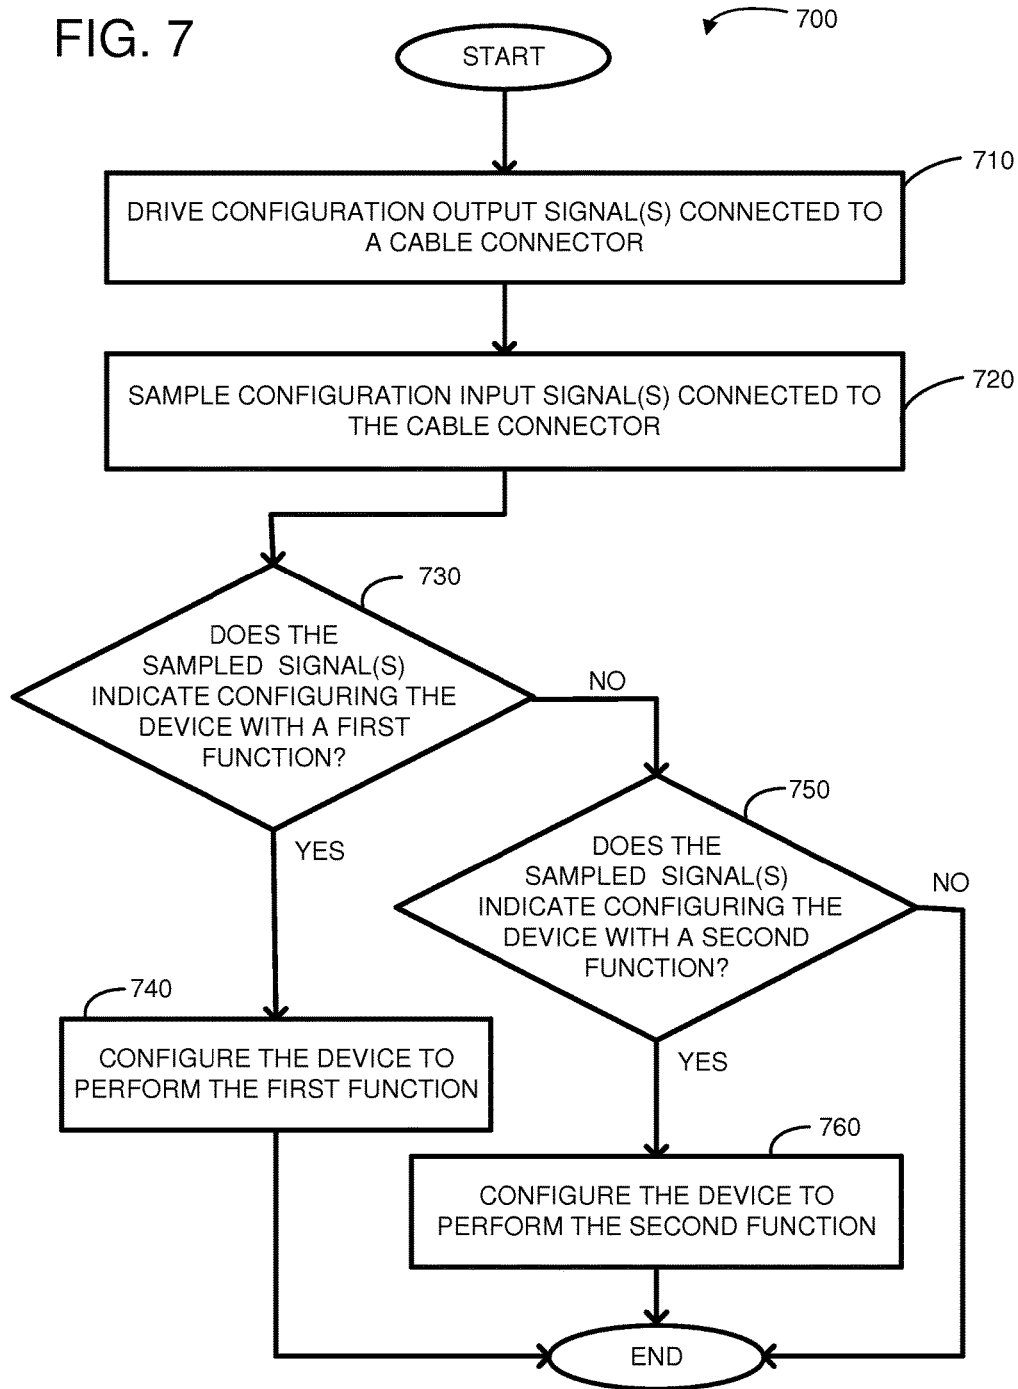 FIG. 7
700
START
710
DRIVE CONFIGURATION OUTPUT SIGNAL(S) CONNECTED TO
A CABLE CONNECTOR
720
SAMPLE CONFIGURATION INPUT SIGNAL(S) CONNECTED TO
THE CABLE CONNECTOR
730
DOES THE
SAMPLED SIGNAL(S)
INDICATE CONFIGURING THE
DEVICE WITH A FIRST
FUNCTION?
NO
YES
750
DOES THE
SAMPLED SIGNAL(S)
INDICATE CONFIGURING THE
DEVICE WITH A SECOND
FUNCTION?
NO
YES
740
CONFIGURE THE DEVICE TO
PERFORM THE FIRST FUNCTION
760
CONFIGURE THE DEVICE TO
PERFORM THE SECOND FUNCTION
END